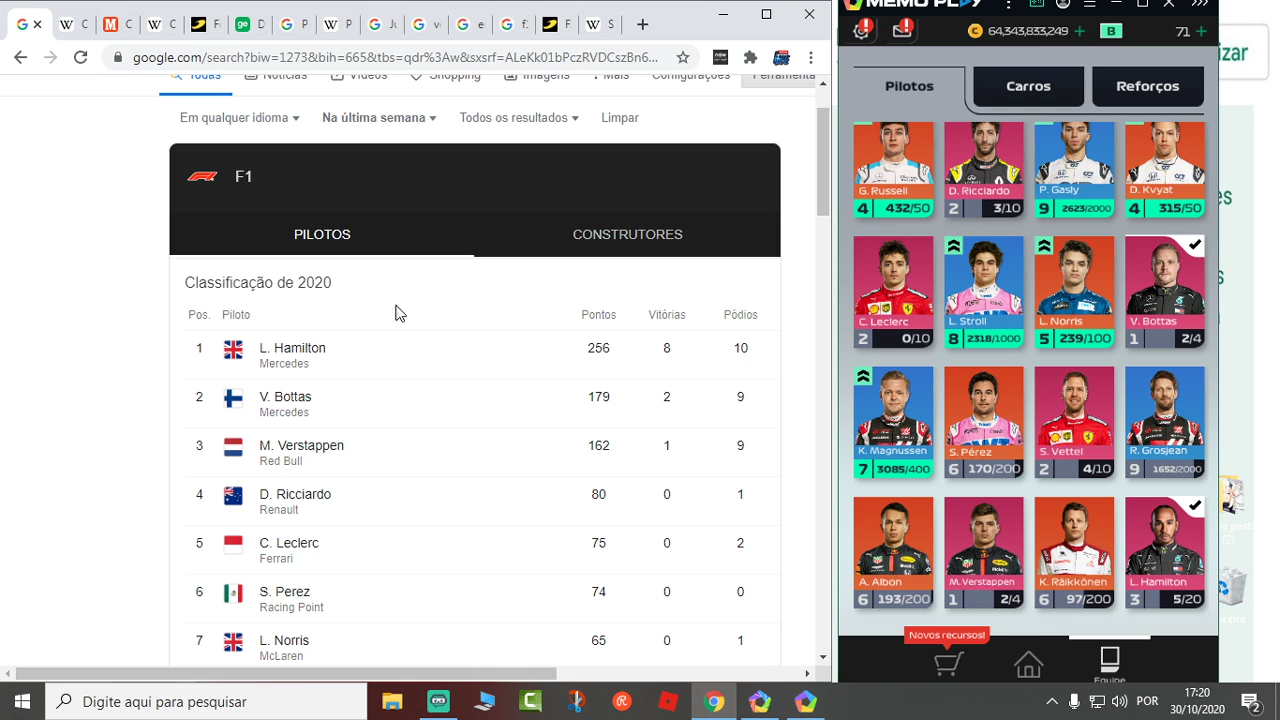 google.com/search?biw=1273&bih=665&tbs=qdr%3Aw&sxsrf=ALeKk01bPczRVDCszBn6...
Todas
Notícias
Vídeos
Shopping
Imagens
Mais
Configurações
Ferramenta
Em qualquer idioma
Na última semana
Todos os resultados
Limpar
F1
PILOTOS
CONSTRUTORES
Classificação de 2020
Pos. Piloto Pontos Vitórias Pódios
1 L. Hamilton 256 8 10
Mercedes
2 V. Bottas 179 2 9
Mercedes
3 M. Verstappen 162 1 9
Red Bull
4 D. Ricciardo 80 0 1
Renault
5 C. Leclerc 75 0 2
Ferrari
6 S. Perez 74 0 0
Racing Point
7 L. Norris 65 0 1
McLaren
MEMU PLAY
C 64,343,833,249 +
B 71 +
Pilotos
Carros
Reforços
G. Russell
D. Ricciardo
P. Gasly
D. Kvyat
4 432/50
2 3/10
9 2623/2000
4 315/50
C. Leclerc
L. Stroll
L. Norris
V. Bottas
2 0/10
8 2318/1000
5 239/100
1 2/4
K. Magnussen
S. Pérez
S. Vettel
R. Grosjean
7 3085/400
6 170/200
2 4/10
9 1652/2000
A. Albon
M. Verstappen
K. Räikkönen
L. Hamilton
6 193/200
1 2/4
6 97/200
3 5/20
Novos recursos!
Equipe
izar
es
s
(2)
Digite aqui para pesquisar
POR
17:20
30/10/2020
2